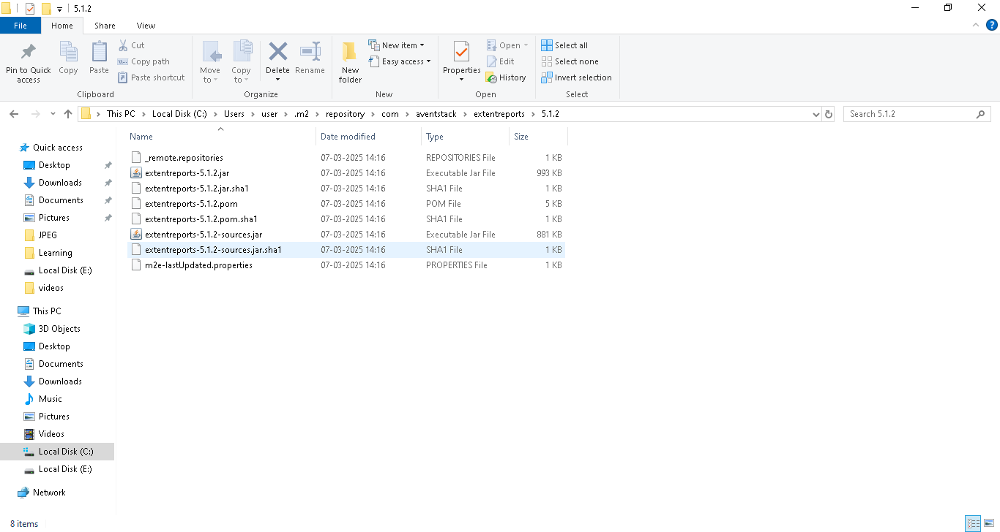 5.1.2
File Home Share View
Pin to Quick access
Copy
Paste
Cut
Copy path
Paste shortcut
Clipboard
Move to
Copy to
Delete
Rename
Organize
New folder
New item
Easy access
New
Properties
Open
Edit
History
Open
Select all
Select none
Invert selection
Select
This PC Local Disk (C:) Users user .m2 repository com aventstack extentreports 5.1.2
Search 5.1.2
Quick access
Desktop
Downloads
Documents
Pictures
JPEG
Learning
Local Disk (E:)
videos
This PC
3D Objects
Desktop
Documents
Downloads
Music
Pictures
Videos
Local Disk (C:)
Local Disk (E:)
Network
Name Date modified Type Size
_remote.repositories 07-03-2025 14:16 REPOSITORIES File 1 KB
extentreports-5.1.2.jar 07-03-2025 14:16 Executable Jar File 993 KB
extentreports-5.1.2.jar.sha1 07-03-2025 14:16 SHA1 File 1 KB
extentreports-5.1.2.pom 07-03-2025 14:16 POM File 5 KB
extentreports-5.1.2.pom.sha1 07-03-2025 14:16 SHA1 File 1 KB
extentreports-5.1.2-sources.jar 07-03-2025 14:16 Executable Jar File 881 KB
extentreports-5.1.2-sources.jar.sha1 07-03-2025 14:16 SHA1 File 1 KB
m2e-lastUpdated.properties 07-03-2025 14:16 PROPERTIES File 1 KB
8 items